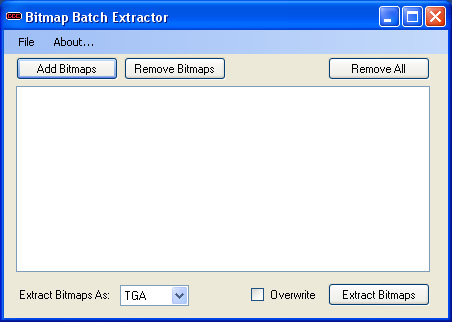 Bitmap Batch Extractor
File About...
Add Bitmaps Remove Bitmaps Remove All
Extract Bitmaps As: TGA Overwrite Extract Bitmaps